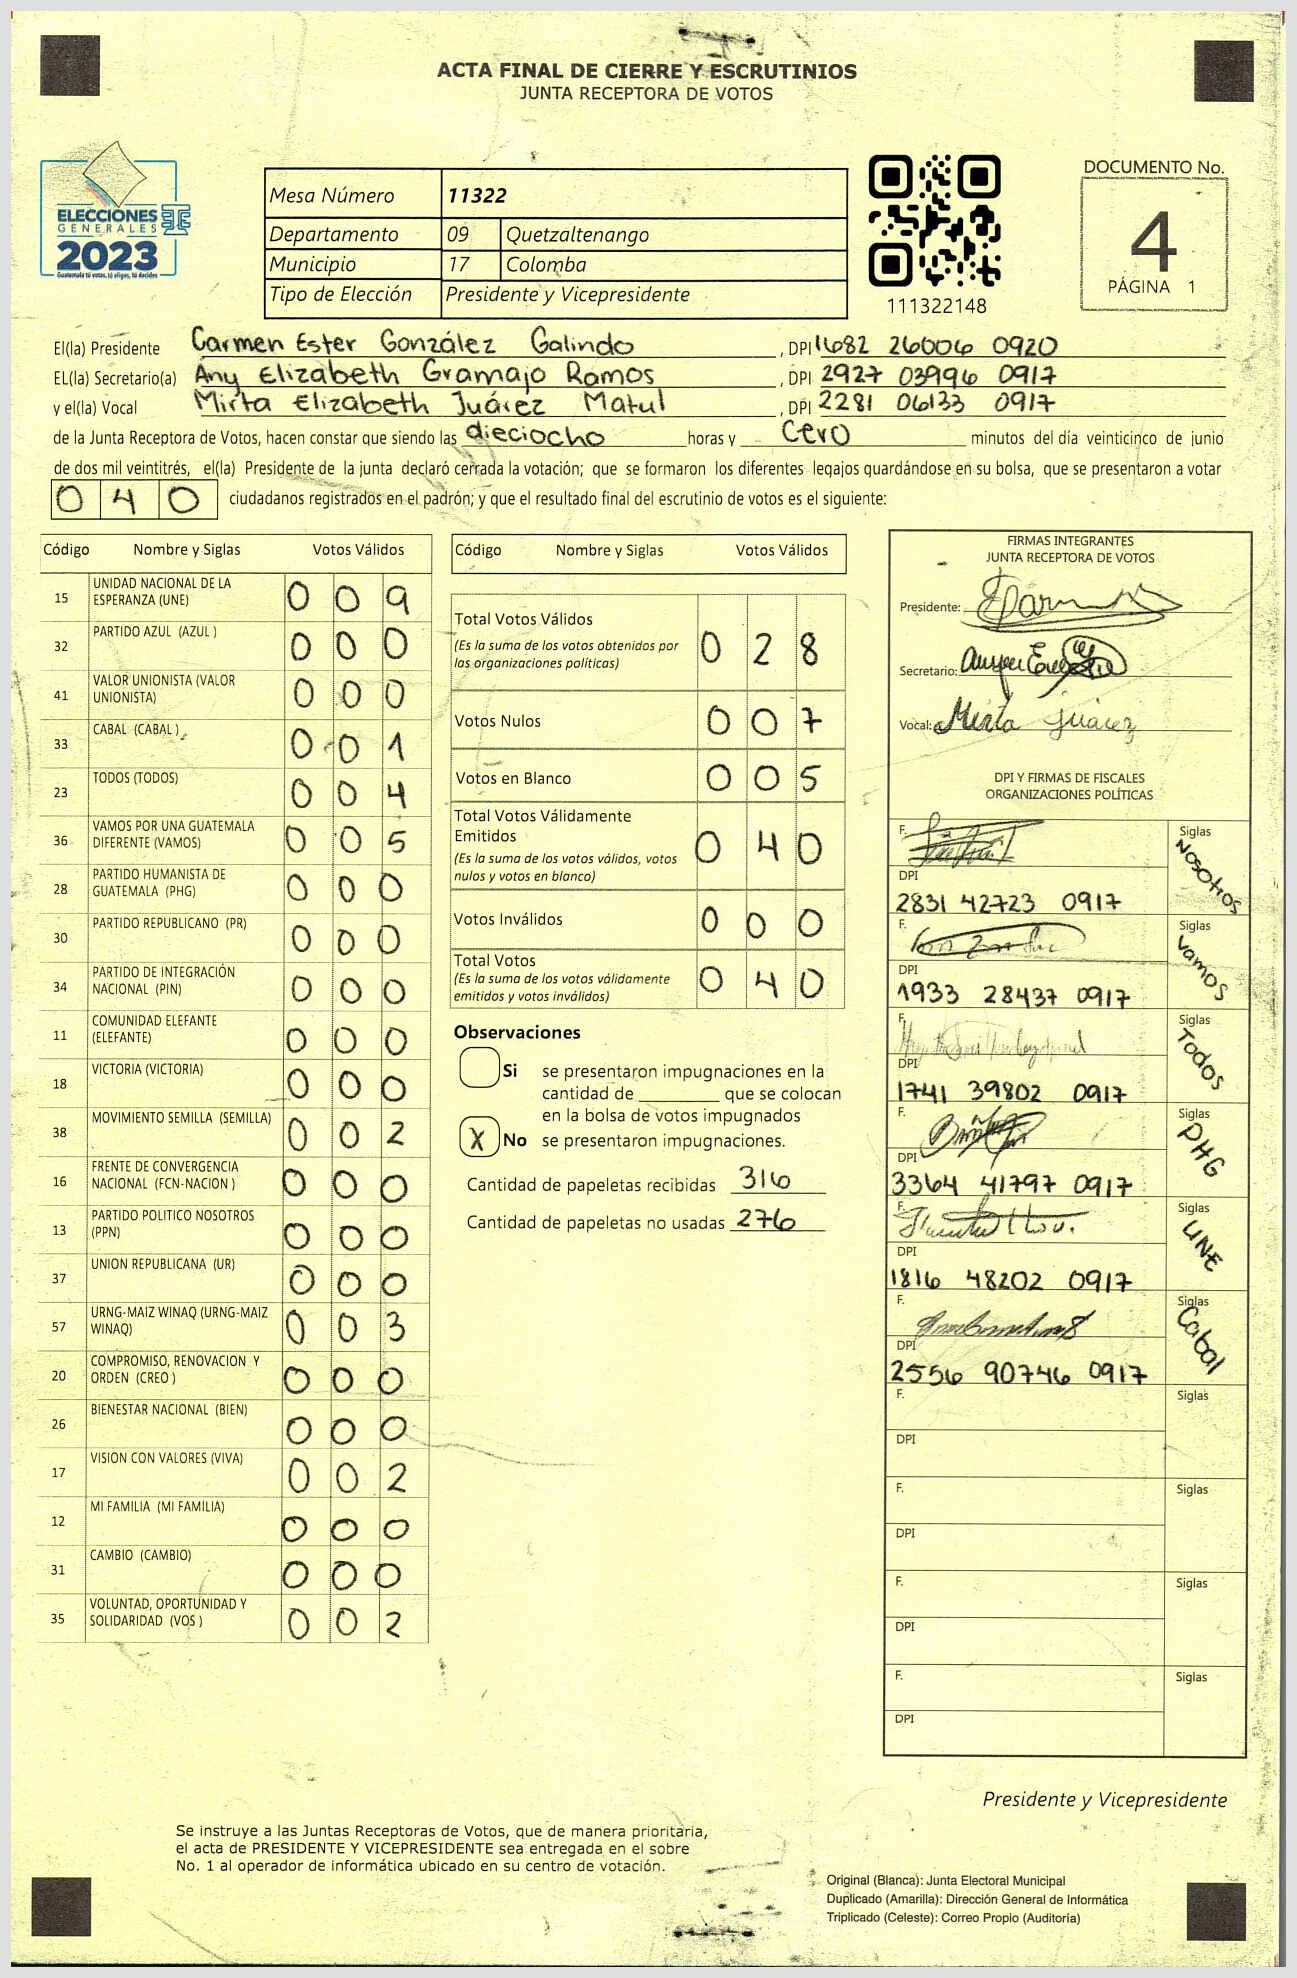 ACTA FINAL DE CIERRE Y ESCRUTINIOS
JUNTA RECEPTORA DE VOTOS
ELECCIONES
GENERALES
2023
Guatemala tú votas, tú eliges, tú decides
Mesa Número 11322
Departamento 09 Quetzaltenango
Municipio 17 Colomba
Tipo de Elección Presidente y Vicepresidente
111322148
DOCUMENTO No.
4
PÁGINA 1
El(la) Presidente Carmen Ester González Galindo , DPI 1682 26006 0920
EL(la) Secretario(a) Any Elizabeth Gramajo Ramos , DPI 2927 03996 0917
y el(la) Vocal Mirta Elizabeth Juárez Matul , DPI 2281 06133 0917
de la Junta Receptora de Votos, hacen constar que siendo las dieciocho horas y cero minutos del día veinticinco de junio
de dos mil veintitrés, el(la) Presidente de la junta declaró cerrada la votación; que se formaron los diferentes legajos guardándose en su bolsa, que se presentaron a votar
0 4 0 ciudadanos registrados en el padrón; y que el resultado final del escrutinio de votos es el siguiente:
Código Nombre y Siglas Votos Válidos
15 UNIDAD NACIONAL DE LA ESPERANZA (UNE) 0 0 9
32 PARTIDO AZUL (AZUL ) 0 0 0
41 VALOR UNIONISTA (VALOR UNIONISTA) 0 0 0
33 CABAL (CABAL ) 0 0 1
23 TODOS (TODOS) 0 0 4
36 VAMOS POR UNA GUATEMALA DIFERENTE (VAMOS) 0 0 5
28 PARTIDO HUMANISTA DE GUATEMALA (PHG) 0 0 0
30 PARTIDO REPUBLICANO (PR) 0 0 0
34 PARTIDO DE INTEGRACIÓN NACIONAL (PIN) 0 0 0
11 COMUNIDAD ELEFANTE (ELEFANTE) 0 0 0
18 VICTORIA (VICTORIA) 0 0 0
38 MOVIMIENTO SEMILLA (SEMILLA) 0 0 2
16 FRENTE DE CONVERGENCIA NACIONAL (FCN-NACION ) 0 0 0
13 PARTIDO POLITICO NOSOTROS (PPN) 0 0 0
37 UNION REPUBLICANA (UR) 0 0 0
57 URNG-MAIZ WINAQ (URNG-MAIZ WINAQ) 0 0 3
20 COMPROMISO, RENOVACION Y ORDEN (CREO ) 0 0 0
26 BIENESTAR NACIONAL (BIEN) 0 0 0
17 VISION CON VALORES (VIVA) 0 0 2
12 MI FAMILIA (MI FAMILIA) 0 0 0
31 CAMBIO (CAMBIO) 0 0 0
35 VOLUNTAD, OPORTUNIDAD Y SOLIDARIDAD (VOS ) 0 0 2
Código Nombre y Siglas Votos Válidos
Total Votos Válidos 0 2 8
(Es la suma de los votos obtenidos por
las organizaciones políticas)
Votos Nulos 0 0 7
Votos en Blanco 0 0 5
Total Votos Válidamente
Emitidos 0 4 0
(Es la suma de los votos válidos, votos
nulos y votos en blanco)
Votos Inválidos 0 0 0
Total Votos 0 4 0
(Es la suma de los votos válidamente
emitidos y votos inválidos)
Observaciones
Si se presentaron impugnaciones en la
cantidad de ________ que se colocan
en la bolsa de votos impugnados
X No se presentaron impugnaciones.
Cantidad de papeletas recibidas 316
Cantidad de papeletas no usadas 276
FIRMAS INTEGRANTES
JUNTA RECEPTORA DE VOTOS
Presidente:
Secretario:
Vocal: Mirta Juárez
DPI Y FIRMAS DE FISCALES
ORGANIZACIONES POLÍTICAS
F. Siglas Nosotros
DPI
2831 42723 0917
F. Siglas Vamos
DPI
1933 28437 0917
F. Siglas Todos
DPI
1741 39802 0917
F. Siglas PHG
DPI
3364 41797 0917
F. Siglas UNE
DPI
1816 48202 0917
F. Siglas Cabal
DPI
2556 90746 0917
F. Siglas
DPI
F. Siglas
DPI
F. Siglas
DPI
F. Siglas
DPI
Presidente y Vicepresidente
Se instruye a las Juntas Receptoras de Votos, que de manera prioritaria,
el acta de PRESIDENTE Y VICEPRESIDENTE sea entregada en el sobre
No. 1 al operador de informática ubicado en su centro de votación.
Original (Blanca): Junta Electoral Municipal
Duplicado (Amarilla): Dirección General de Informática
Triplicado (Celeste): Correo Propio (Auditoría)